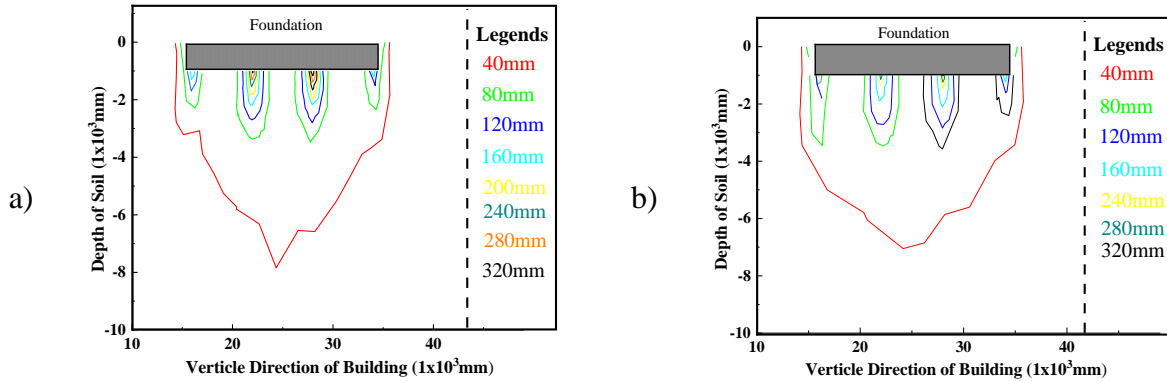 a)
Foundation
Legends
40mm
80mm
120mm
160mm
200mm
240mm
280mm
320mm
0
-2
-4
-6
-8
-10
Depth of Soil (1x10³mm)
10 20 30 40
Verticle Direction of Building (1x10³mm)
b)
Foundation
Legends
40mm
80mm
120mm
160mm
240mm
280mm
320mm
0
-2
-4
-6
-8
-10
Depth of Soil (1x10³mm)
10 20 30 40
Verticle Direction of Building (1x10³mm)